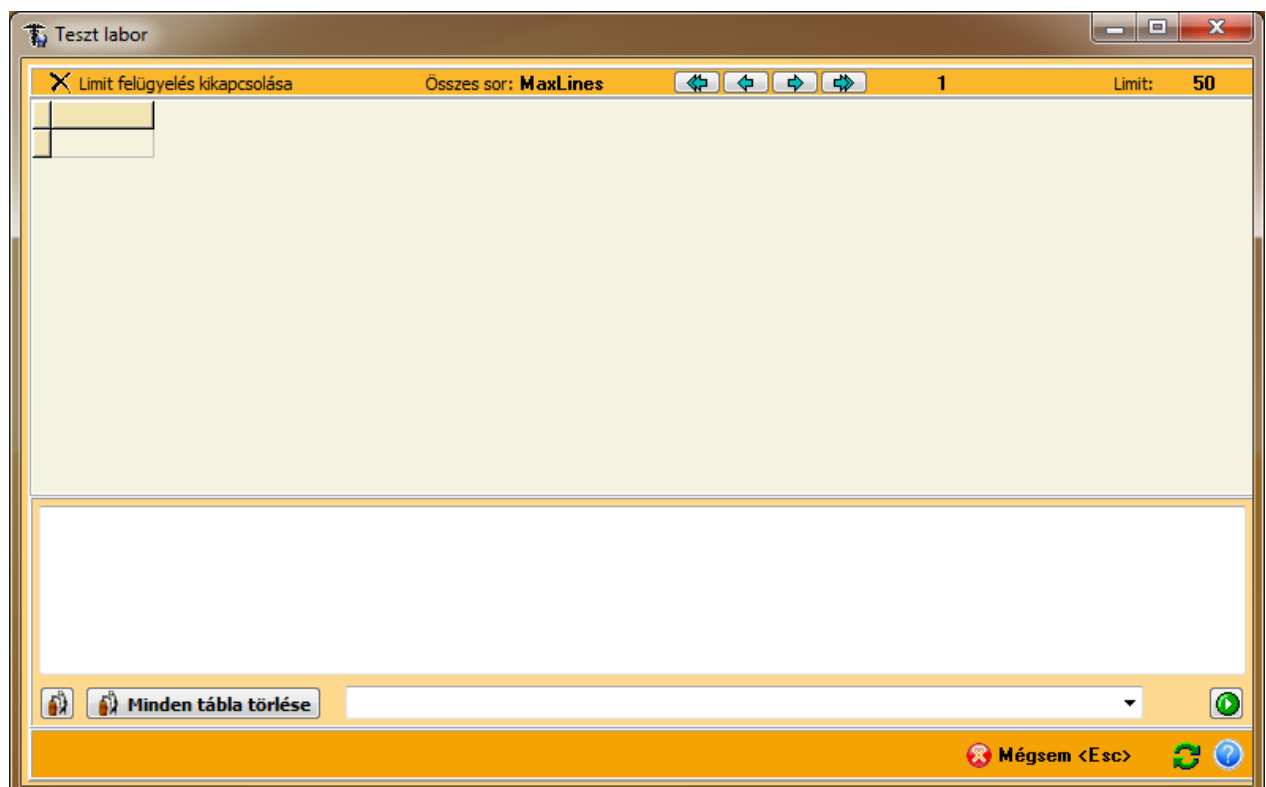 Teszt labor
Limit felügyelés kikapcsolása Összes sor: MaxLines 1 Limit: 50
Minden tábla törlése
Mégsem <Esc>